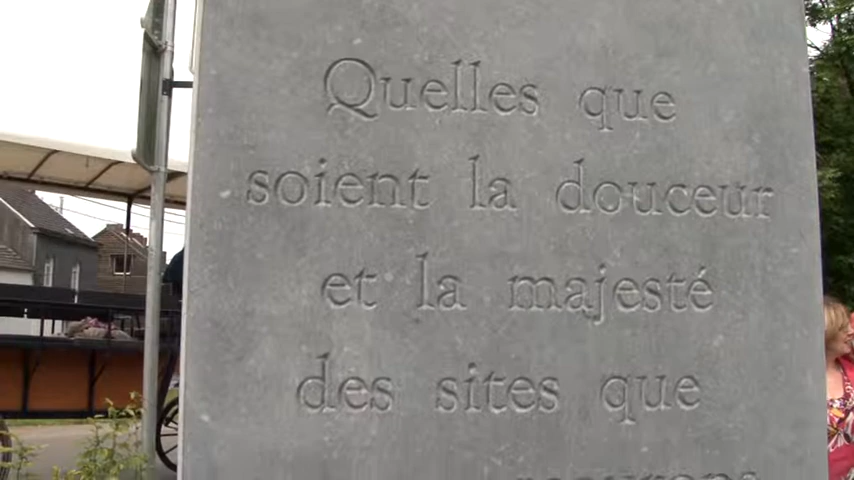 Quelles que
soient la douceur
et la majesté
des sites que